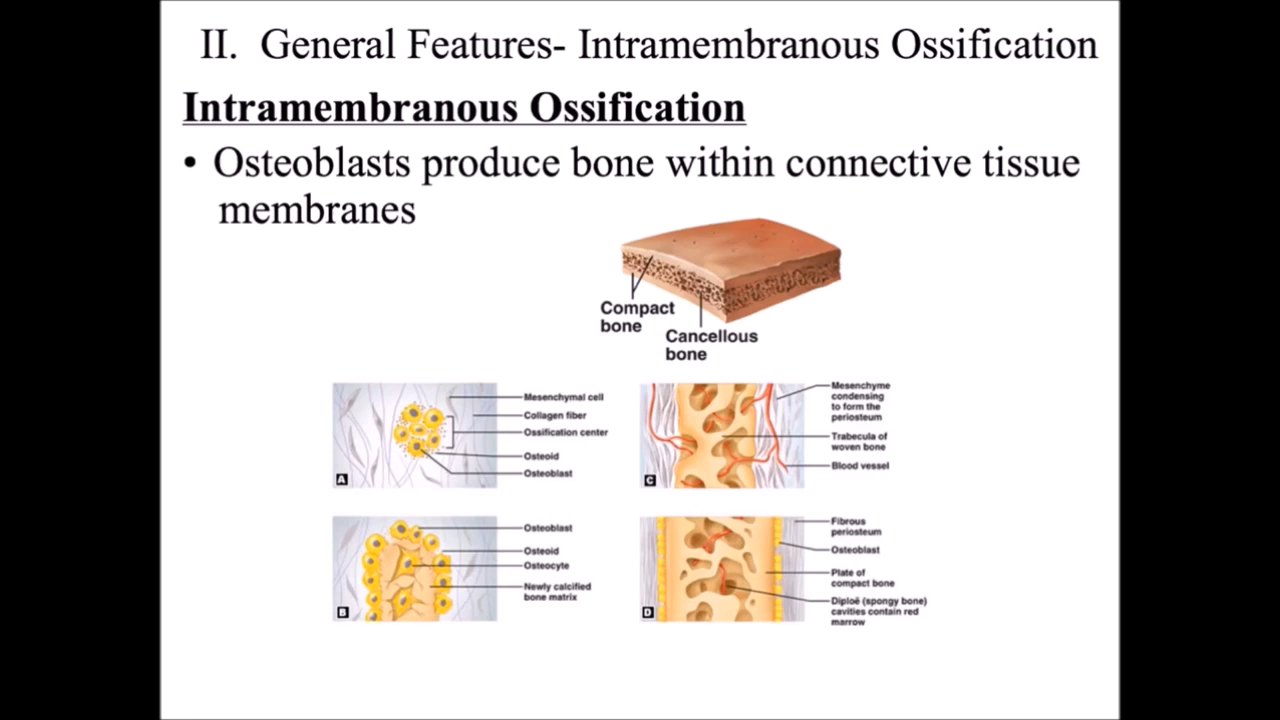 II. General Features- Intramembranous Ossification
Intramembranous Ossification
• Osteoblasts produce bone within connective tissue
membranes
Compact
bone
Cancellous
bone
Mesenchymal cell
Collagen fiber
Ossification center
Osteoid
Osteoblast
A
Mesenchyme
condensing
to form the
periosteum
Trabecula of
woven bone
Blood vessel
C
Osteoblast
Osteoid
Osteocyte
Newly calcified
bone matrix
B
Fibrous
periosteum
Osteoblast
Plate of
compact bone
Diploë (spongy bone)
cavities contain red
marrow
D